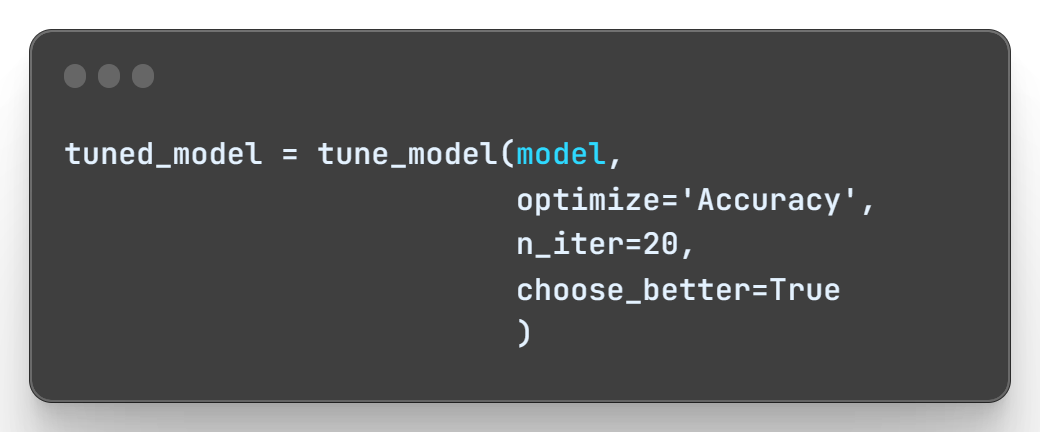 tuned_model = tune_model(model,
optimize='Accuracy',
n_iter=20,
choose_better=True
)